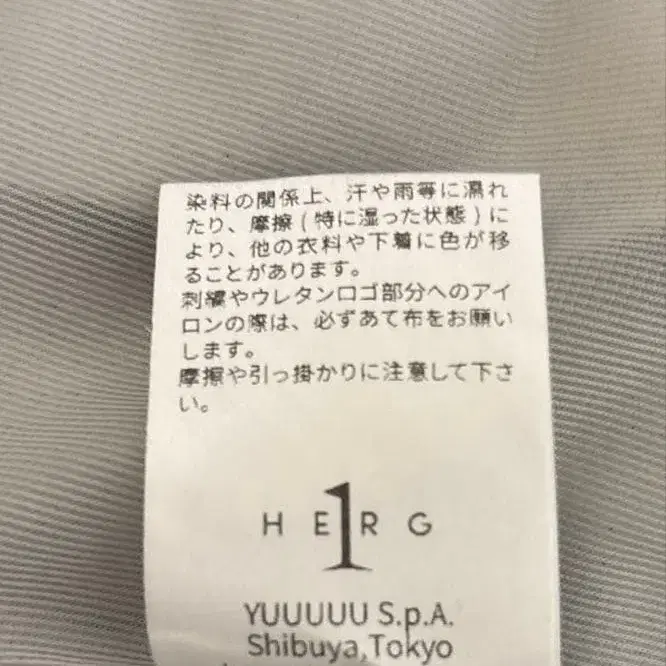 染料の関係上、汗や雨等に濡れ
たり、摩擦(特に湿った状態)に
より、他の衣料や下着に色が移
ることがあります。
刺繍やウレタンロゴ部分へのアイ
ロンの際は、必ずあて布をお願い
します。
摩擦や引っ掛かりに注意して下さ
い。
HE1RG
YUUUUU S.p.A.
Shibuya,Tokyo